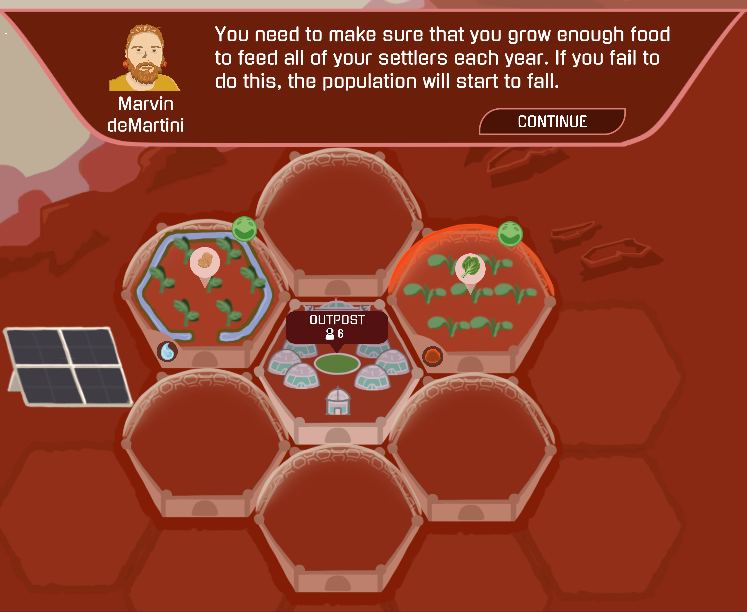 You need to make sure that you grow enough food
to feed all of your settlers each year. If you fail to
do this, the population will start to fall.
Marvin
deMartini
CONTINUE
OUTPOST
6